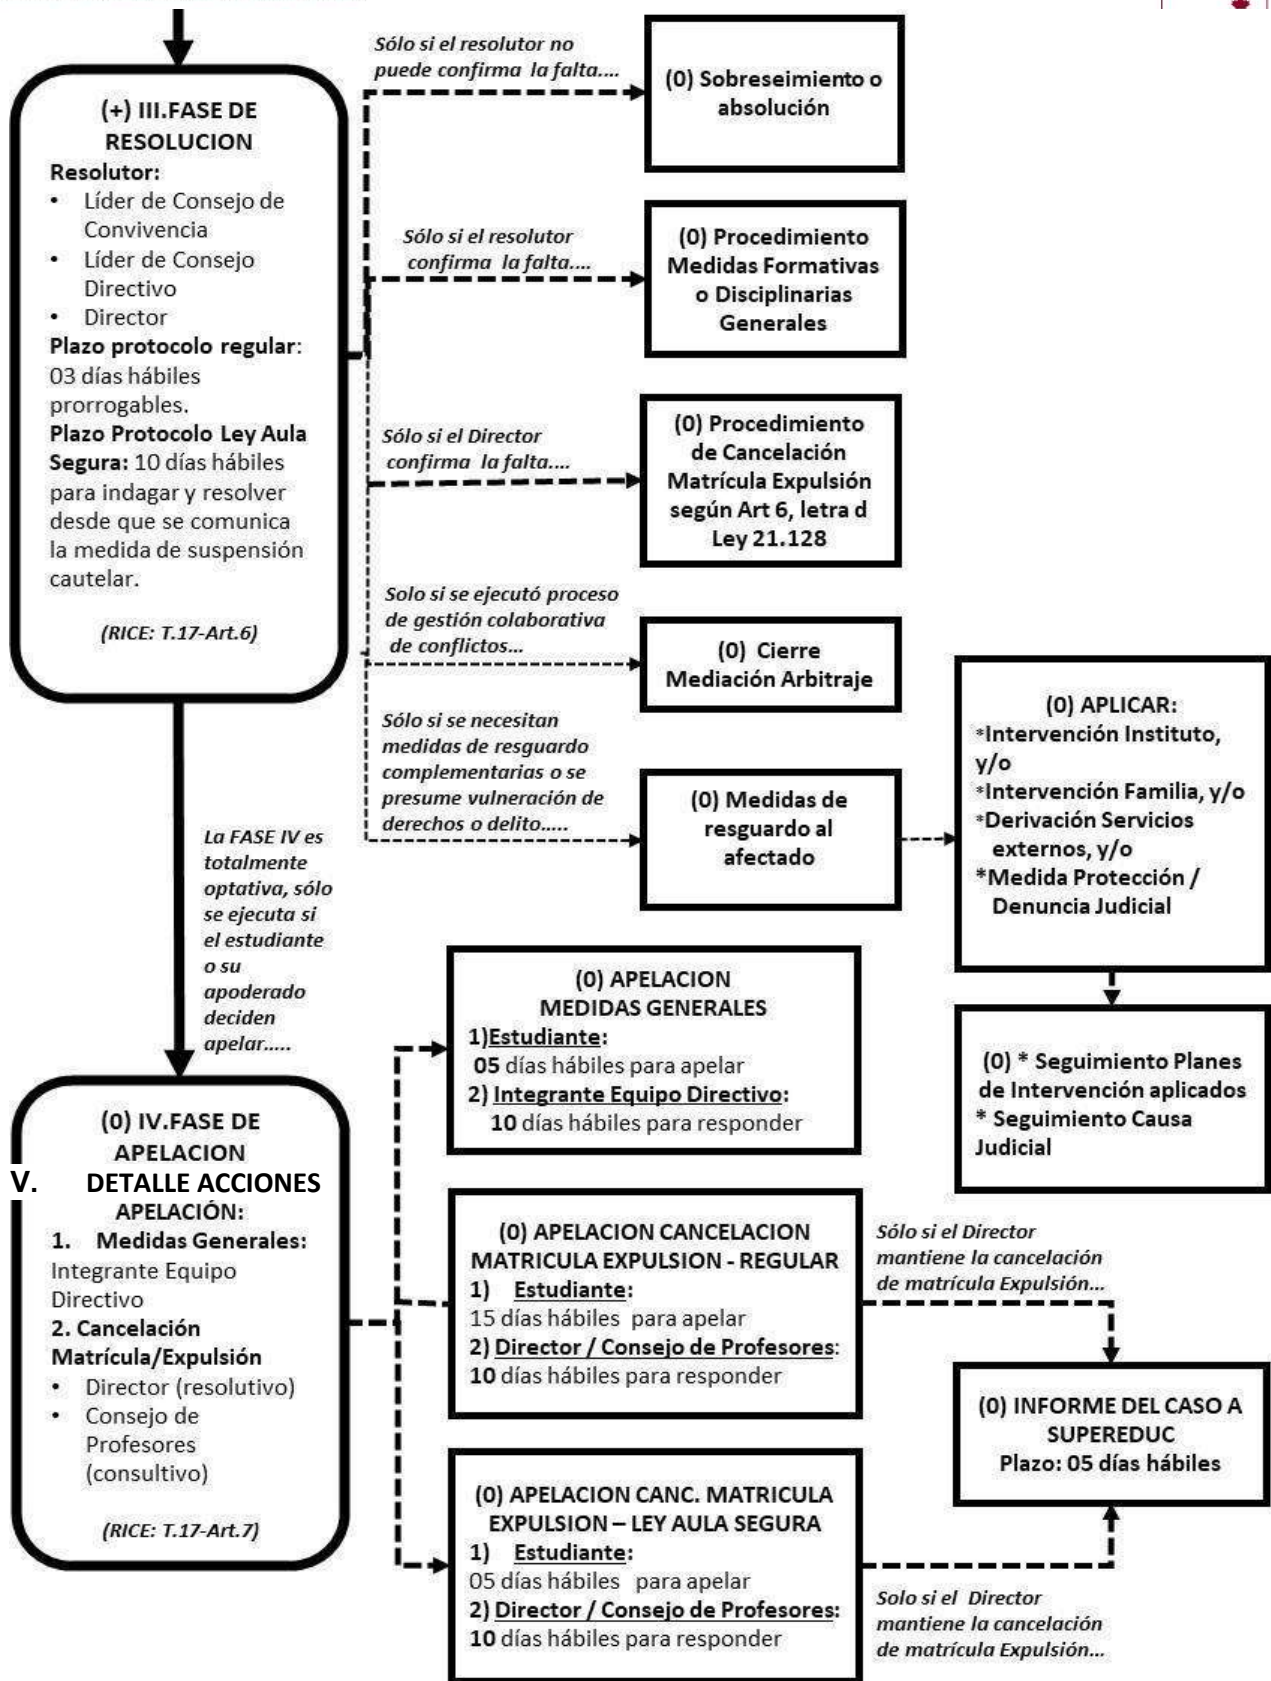 (+) III.FASE DE
RESOLUCION
Resolutor:
• Líder de Consejo de
Convivencia
• Líder de Consejo
Directivo
• Director
Plazo protocolo regular:
03 días hábiles
prorrogables.
Plazo Protocolo Ley Aula
Segura: 10 días hábiles
para indagar y resolver
desde que se comunica
la medida de suspensión
cautelar.
(RICE: T.17-Art.6)
Sólo si el resolutor no
puede confirma la falta....
(0) Sobreseimiento o
absolución
Sólo si el resolutor
confirma la falta....
(0) Procedimiento
Medidas Formativas
o Disciplinarias
Generales
Sólo si el Director
confirma la falta....
(0) Procedimiento
de Cancelación
Matrícula Expulsión
según Art 6, letra d
Ley 21.128
Solo si se ejecutó proceso
de gestión colaborativa
de conflictos...
(0) Cierre
Mediación Arbitraje
Sólo si se necesitan
medidas de resguardo
complementarias o se
presume vulneración de
derechos o delito.....
(0) Medidas de
resguardo al
afectado
(0) APLICAR:
*Intervención Instituto,
y/o
*Intervención Familia, y/o
*Derivación Servicios
externos, y/o
*Medida Protección /
Denuncia Judicial
(0) * Seguimiento Planes
de Intervención aplicados
* Seguimiento Causa
Judicial
La FASE IV es
totalmente
optativa, sólo
se ejecuta si
el estudiante
o su
apoderado
deciden
apelar.....
(0) IV.FASE DE
APELACION
V. DETALLE ACCIONES
APELACIÓN:
1. Medidas Generales:
Integrante Equipo
Directivo
2. Cancelación
Matrícula/Expulsión
• Director (resolutivo)
• Consejo de
Profesores
(consultivo)
(RICE: T.17-Art.7)
(0) APELACION
MEDIDAS GENERALES
1)Estudiante:
05 días hábiles para apelar
2) Integrante Equipo Directivo:
10 días hábiles para responder
(0) APELACION CANCELACION
MATRICULA EXPULSION - REGULAR
1) Estudiante:
15 días hábiles para apelar
2) Director / Consejo de Profesores:
10 días hábiles para responder
Sólo si el Director
mantiene la cancelación
de matrícula Expulsión...
(0) APELACION CANC. MATRICULA
EXPULSION – LEY AULA SEGURA
1) Estudiante:
05 días hábiles para apelar
2) Director / Consejo de Profesores:
10 días hábiles para responder
Solo si el Director
mantiene la cancelación
de matrícula Expulsión...
(0) INFORME DEL CASO A
SUPEREDUC
Plazo: 05 días hábiles